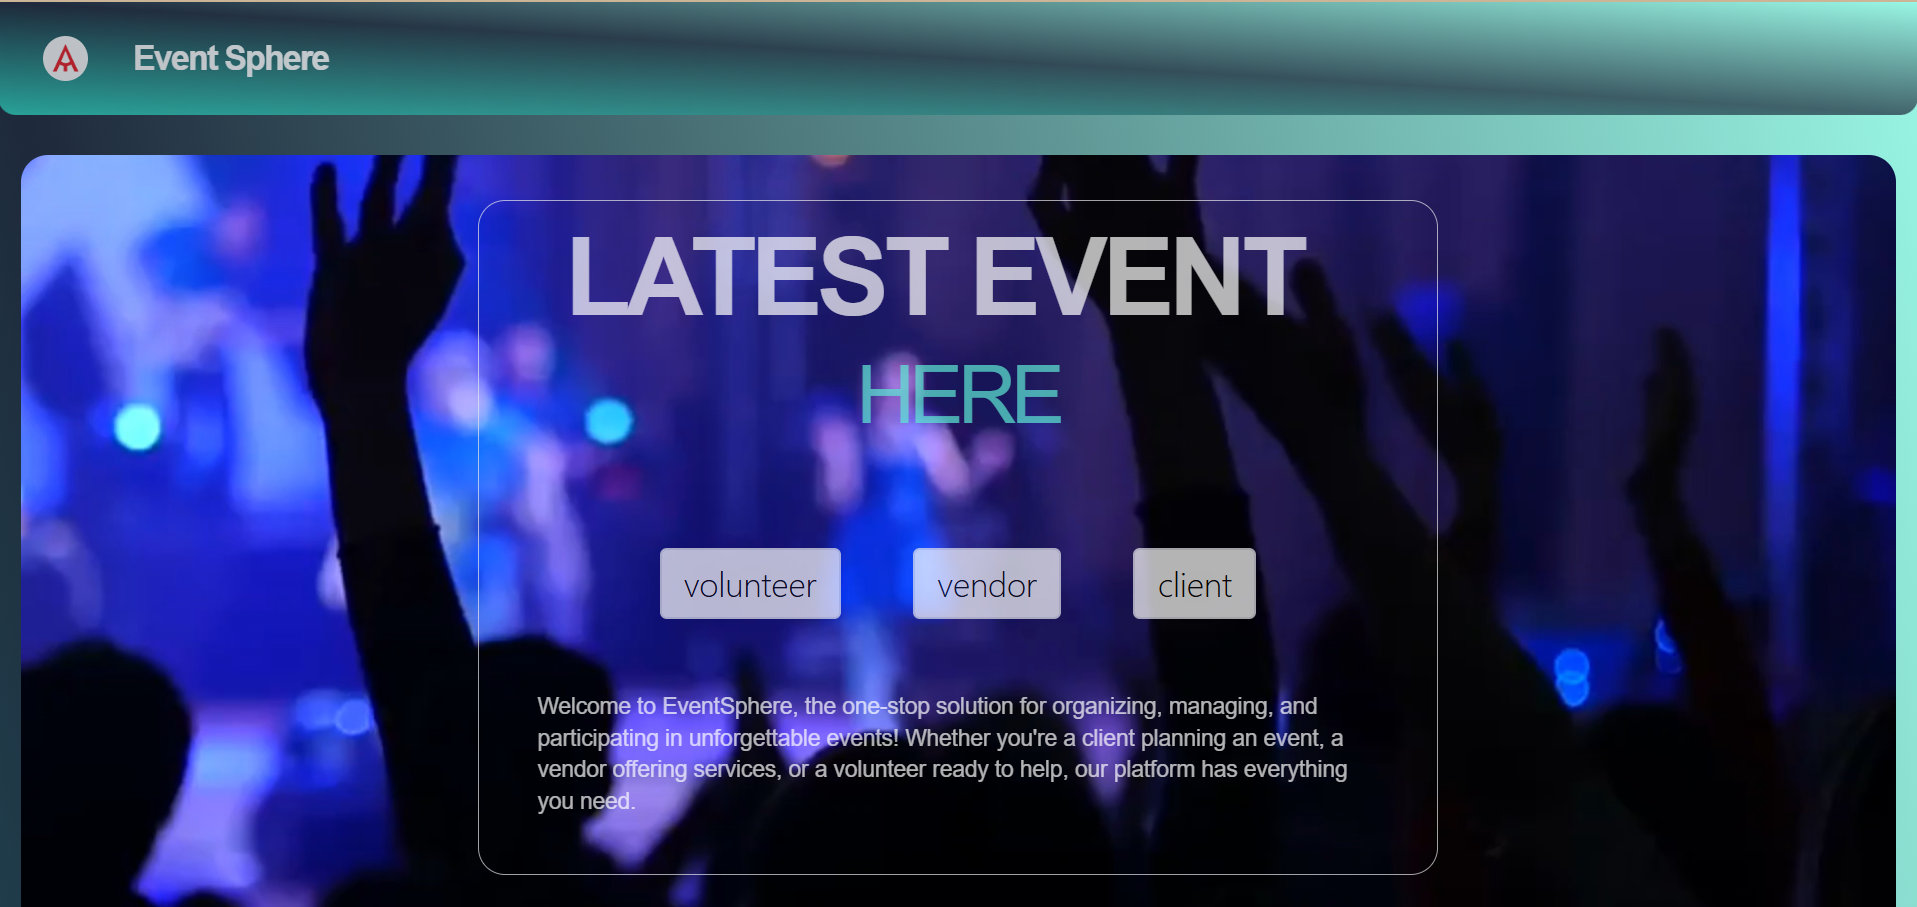 Event Sphere
LATEST EVENT
HERE
volunteer vendor client
Welcome to EventSphere, the one-stop solution for organizing, managing, and
participating in unforgettable events! Whether you're a client planning an event, a
vendor offering services, or a volunteer ready to help, our platform has everything
you need.